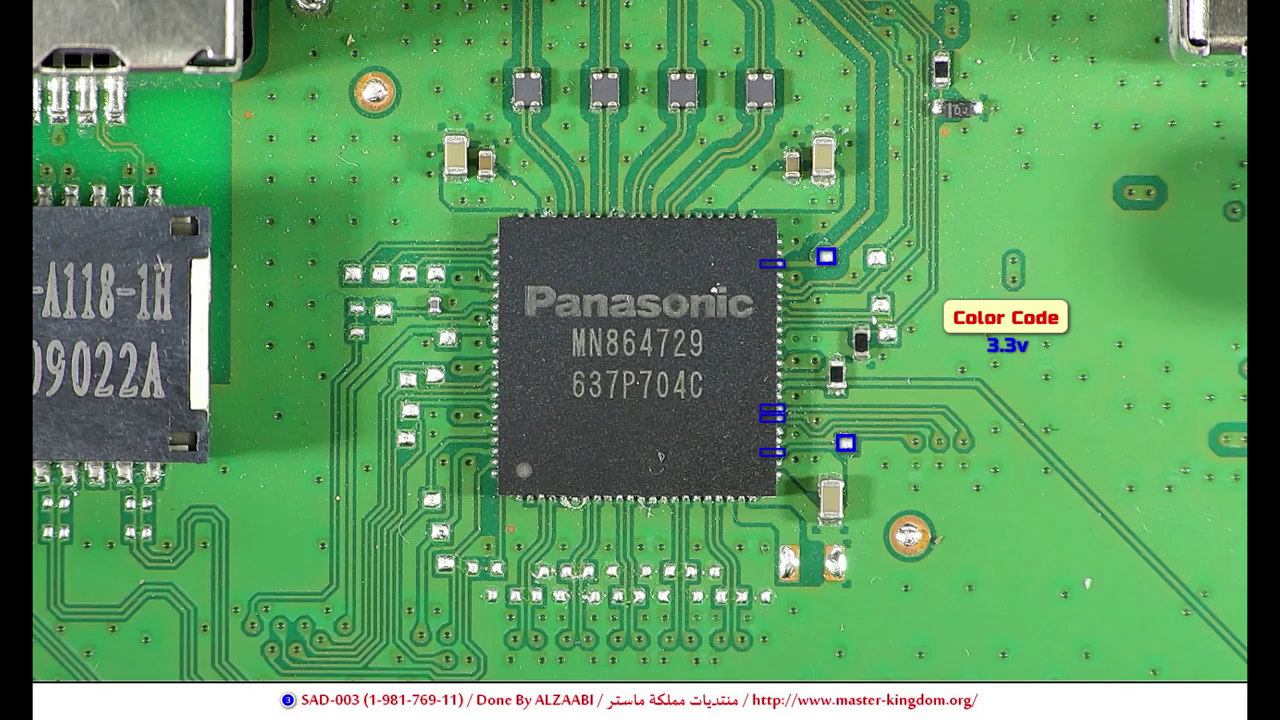 -A118-1H
09022A
Panasonic
MN864729
637P704C
Color Code
3.3v
3 SAD-003 (1-981-769-11) / Done By ALZAABI / منتديات مملكة ماستر / http://www.master-kingdom.org/